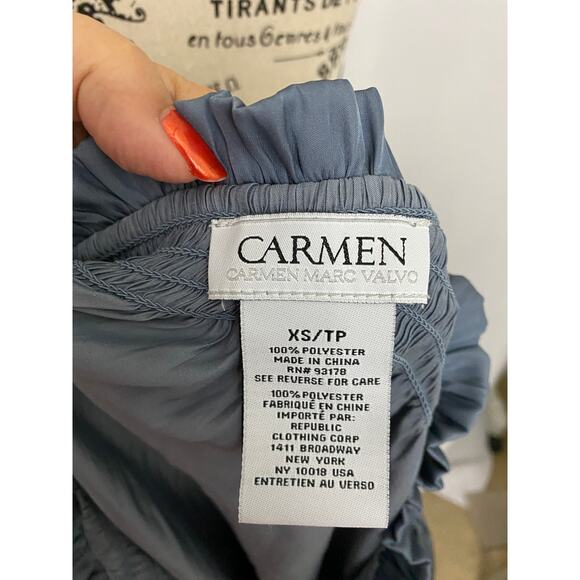 TIRANTS DE
en tous Genres &
CARMEN
CARMEN MARC VALVO
XS/TP
100% POLYESTER
MADE IN CHINA
RN# 93178
SEE REVERSE FOR CARE
100% POLYESTER
FABRIQUÉ EN CHINE
IMPORTÉ PAR:
REPUBLIC
CLOTHING CORP
1411 BROADWAY
NEW YORK
NY 10018 USA
ENTRETIEN AU VERSO